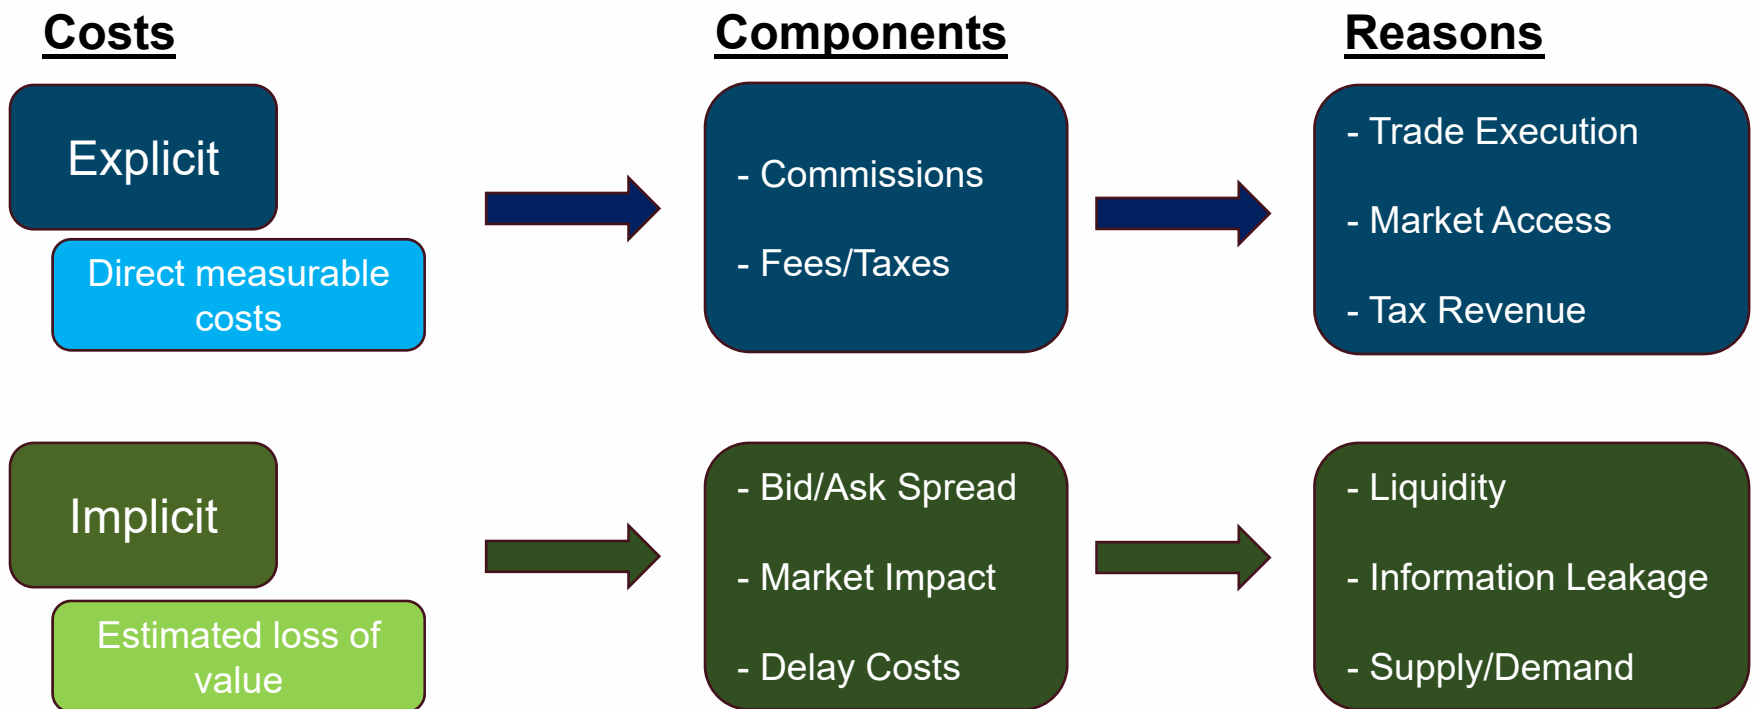 Costs
Components
Reasons
Explicit
Direct measurable
costs
- Commissions
- Fees/Taxes
- Trade Execution
- Market Access
- Tax Revenue
Implicit
Estimated loss of
value
- Bid/Ask Spread
- Market Impact
- Delay Costs
- Liquidity
- Information Leakage
- Supply/Demand